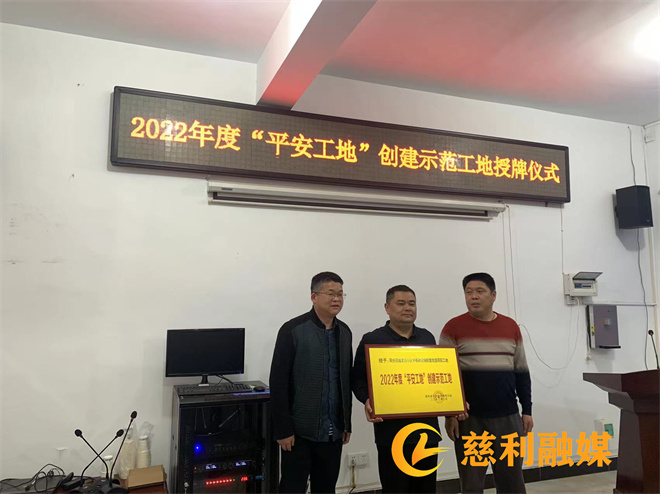 2022年度“平安工地”创建示范工地授牌仪式
授予：
2022年度“平安工地”创建示范工地
慈利融媒